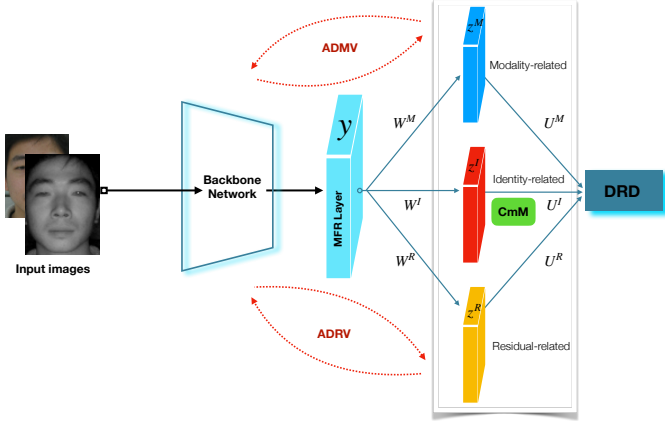 ADMV
z^M
Modality-related
y
W^M
U^M
Backbone
Network
MFR Layer
z^I
Identity-related
W^I
CmM
U^I
DRD
Input images
W^R
U^R
ADRV
z^R
Residual-related